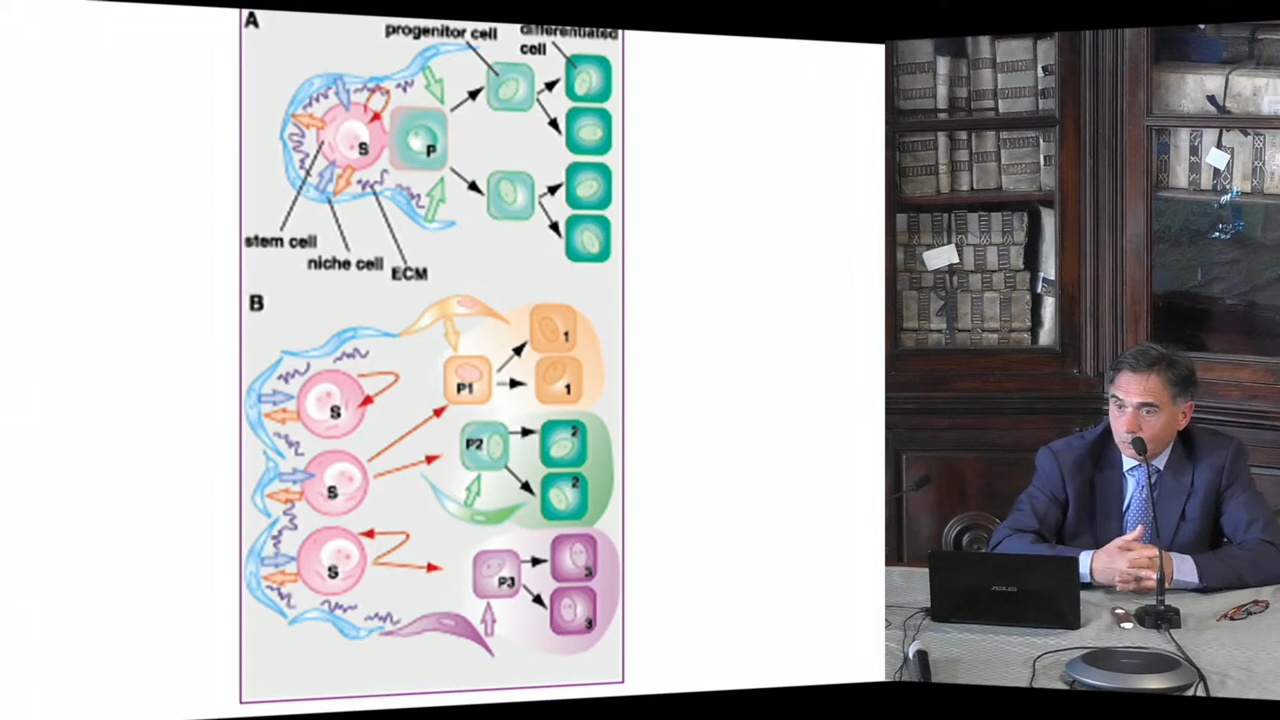 A
progenitor cell
differentiated
cell
S
P
stem cell
niche cell
ECM
B
S
P1
1
1
S
P2
2
2
S
P3
3
3
ASUS